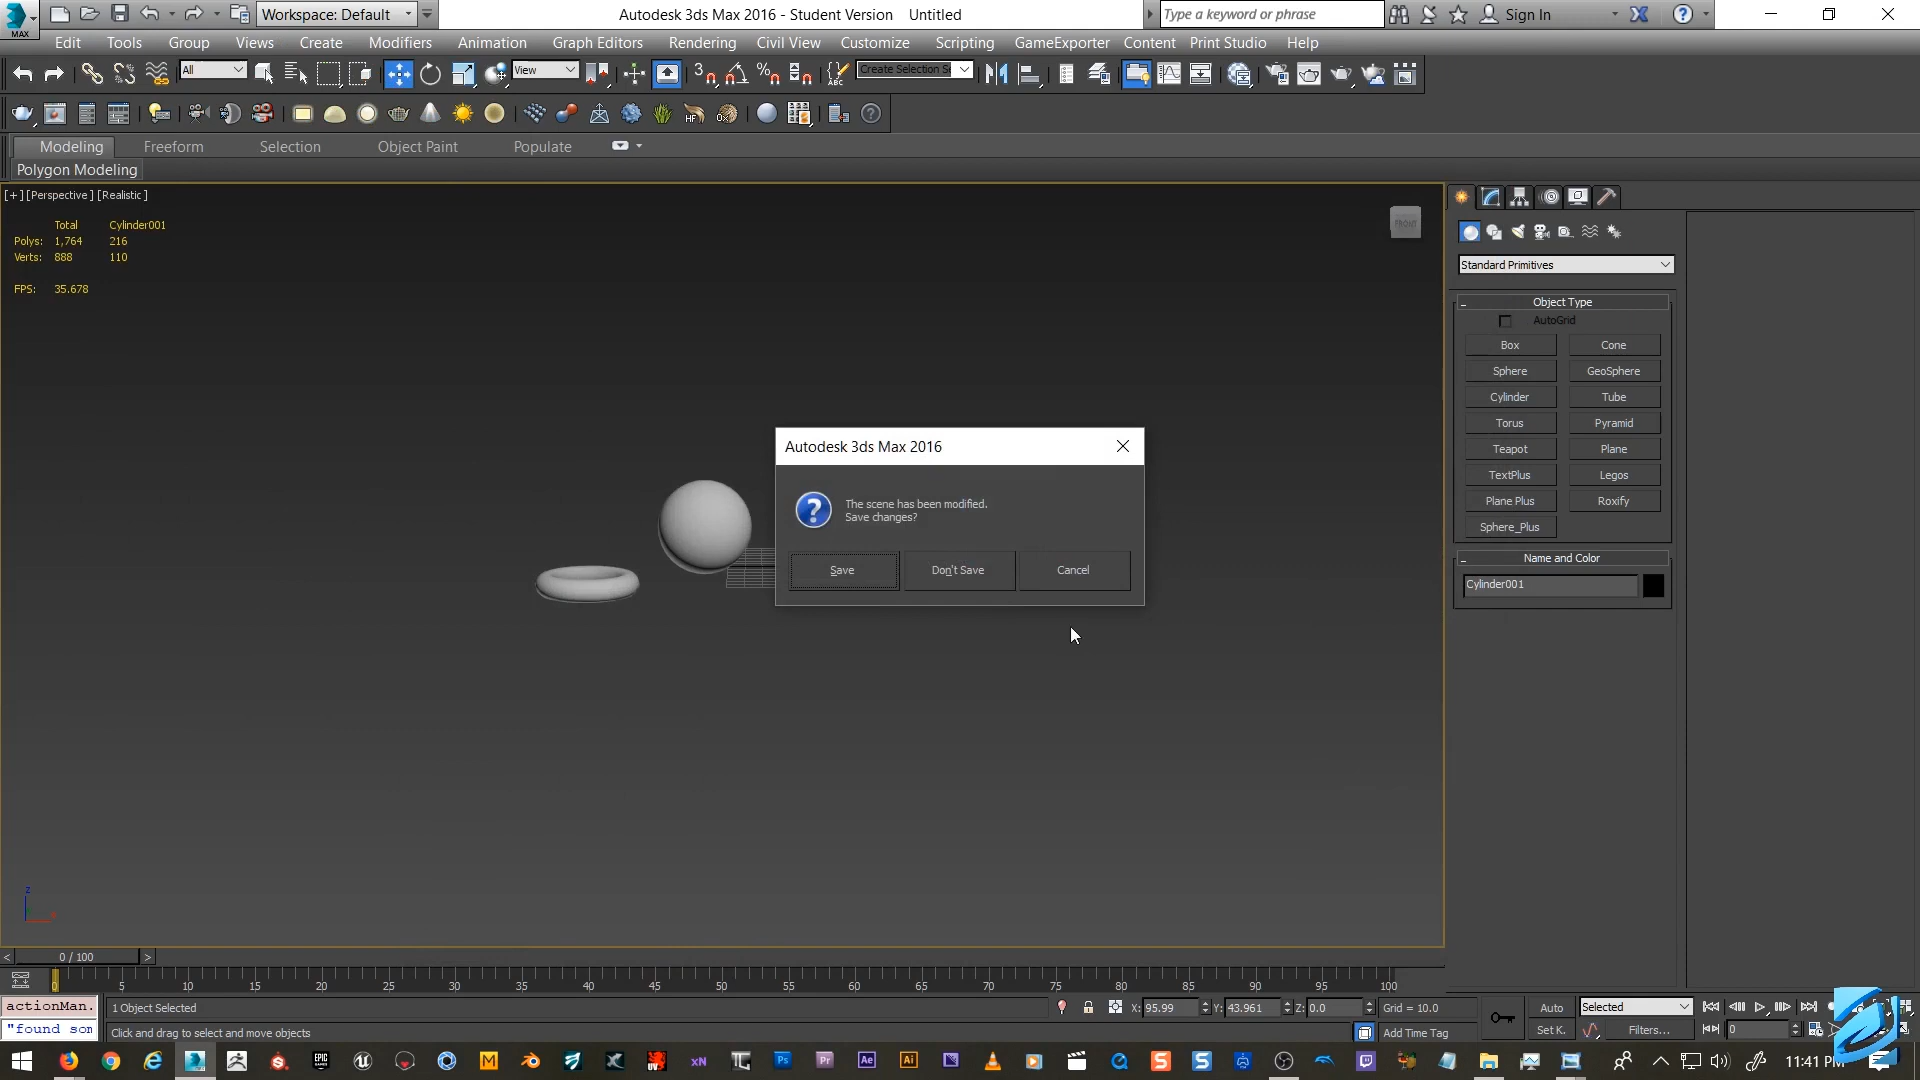 Workspace: Default
Autodesk 3ds Max 2016 - Student Version Untitled
Type a keyword or phrase
Sign In
MAX
Edit Tools Group Views Create Modifiers Animation Graph Editors Rendering Civil View Customize Scripting GameExporter Content Print Studio Help
All
View
Create Selection Se
Modeling Freeform Selection Object Paint Populate
Polygon Modeling
[+] [Perspective ] [Realistic ]
Total Cylinder001
Polys: 1,764 216
Verts: 888 110
FPS: 35.678
FRONT
Standard Primitives
Object Type
AutoGrid
Box Cone
Sphere GeoSphere
Cylinder Tube
Torus Pyramid
Teapot Plane
TextPlus Legos
Plane Plus Roxify
Sphere_Plus
Name and Color
Cylinder001
Autodesk 3ds Max 2016
The scene has been modified.
Save changes?
Save Don't Save Cancel
z
< 0 / 100 >
0 5 10 15 20 25 30 35 40 45 50 55 60 65 70 75 80 85 90 95 100
actionMan.
1 Object Selected
X: 95.99 Y: 43.961 Z: 0.0 Grid = 10.0
Auto Selected
"found som
Click and drag to select and move objects
Add Time Tag
Set K. Filters... 0
11:41 PM